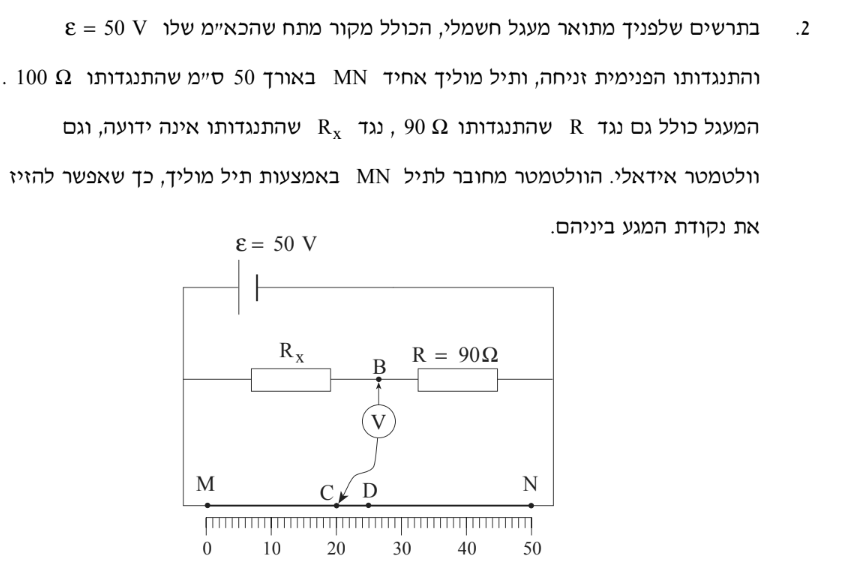 2. בתרשים שלפניך מתואר מעגל חשמלי, הכולל מקור מתח שהכא״מ שלו ε = 50 V
והתנגדותו הפנימית זניחה, ותיל מוליך אחיד MN באורך 50 ס״מ שהתנגדותו 100 Ω .
המעגל כולל גם נגד R שהתנגדותו 90 Ω , נגד Rx שהתנגדותו אינה ידועה, וגם
וולטמטר אידאלי. הוולטמטר מחובר לתיל MN באמצעות תיל מוליך, כך שאפשר להזיז
את נקודת המגע ביניהם.
ε = 50 V
Rx B R = 90Ω
V
M C D N
0 10 20 30 40 50